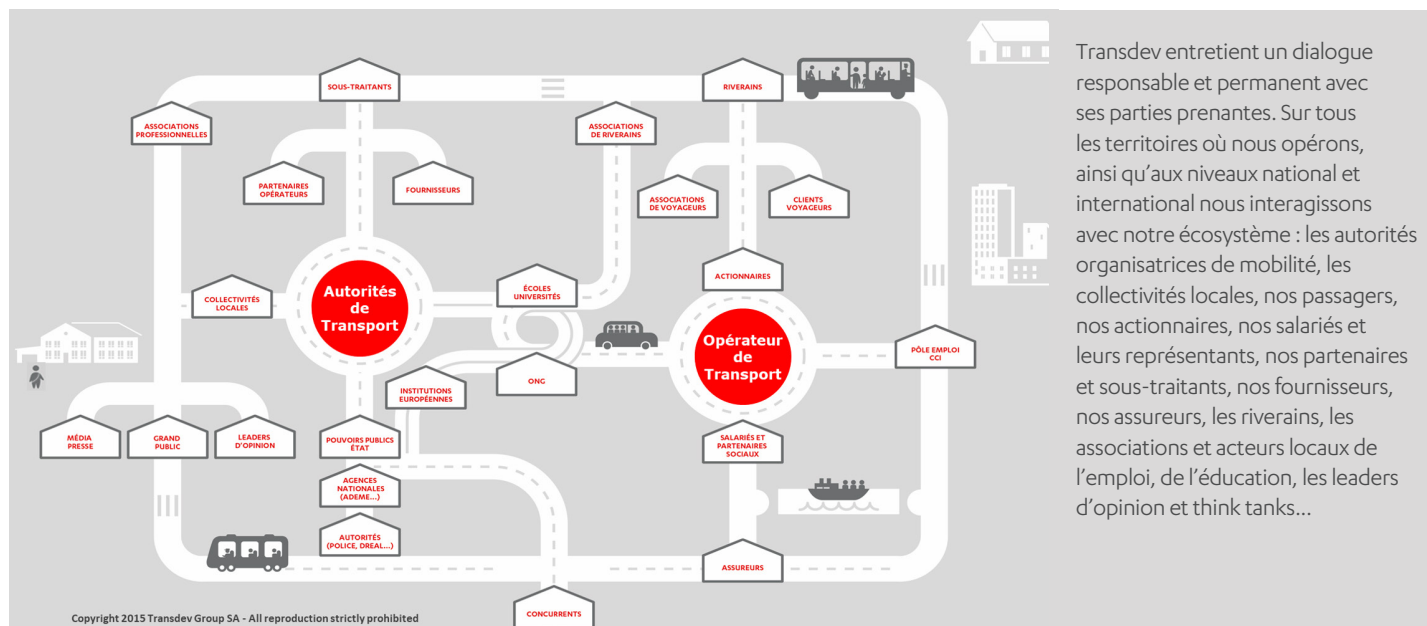 SOUS-TRAITANTS
RIVERAINS
ASSOCIATIONS
PROFESSIONNELLES
ASSOCIATIONS
DE RIVERAINS
PARTENAIRES
OPÉRATEURS
FOURNISSEURS
ASSOCIATIONS
DE VOYAGEURS
CLIENTS
VOYAGEURS
COLLECTIVITÉS
LOCALES
Autorités
de
Transport
ÉCOLES
UNIVERSITÉS
ACTIONNAIRES
Opérateur
de
Transport
PÔLE EMPLOI
CCI
INSTITUTIONS
EUROPÉENNES
ONG
MÉDIA
PRESSE
GRAND
PUBLIC
LEADERS
D'OPINION
POUVOIRS PUBLICS
ÉTAT
SALARIÉS ET
PARTENAIRES
SOCIAUX
AGENCES
NATIONALES
(ADEME...)
AUTORITÉS
(POLICE, DREAL...)
ASSUREURS
CONCURRENTS
Copyright 2015 Transdev Group SA - All reproduction strictly prohibited
Transdev entretient un dialogue
responsable et permanent avec
ses parties prenantes. Sur tous
les territoires où nous opérons,
ainsi qu'aux niveaux national et
international nous interagissons
avec notre écosystème : les autorités
organisatrices de mobilité, les
collectivités locales, nos passagers,
nos actionnaires, nos salariés et
leurs représentants, nos partenaires
et sous-traitants, nos fournisseurs,
nos assureurs, les riverains, les
associations et acteurs locaux de
l'emploi, de l'éducation, les leaders
d'opinion et think tanks...